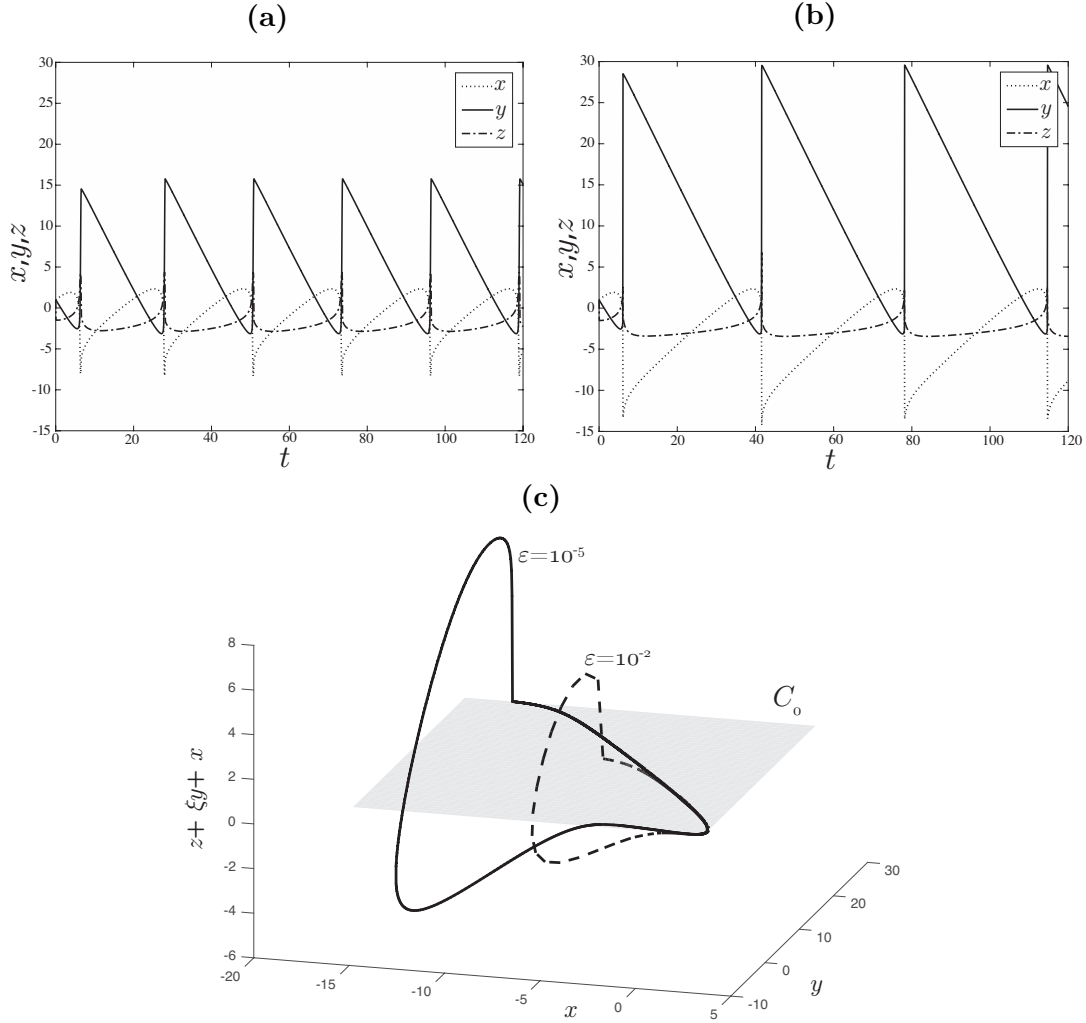 (a)
30
25
20
15
10
5
0
-5
-10
-15
0 20 40 60 80 100 120
x,y,z
t
x
y
z
(b)
30
25
20
15
10
5
0
-5
-10
-15
0 20 40 60 80 100 120
x,y,z
t
x
y
z
(c)
ε=10-5
ε=10-2
C0
8
6
4
2
0
-2
-4
-6
z+ ξy+ x
-20 -15 -10 -5 0 5
x
-10 0 10 20 30
y